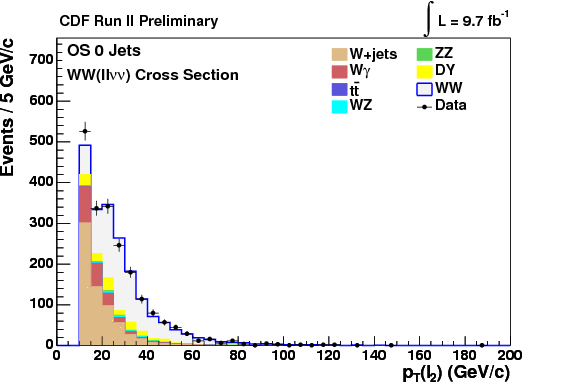 CDF Run II Preliminary
∫ L = 9.7 fb⁻¹
OS 0 Jets
WW(llνν) Cross Section
W+jets
Wγ
tt̅
WZ
ZZ
DY
WW
Data
Events / 5 GeV/c
700
600
500
400
300
200
100
0
0 20 40 60 80 100 120 140 160 180 200
p_T(l₂) (GeV/c)